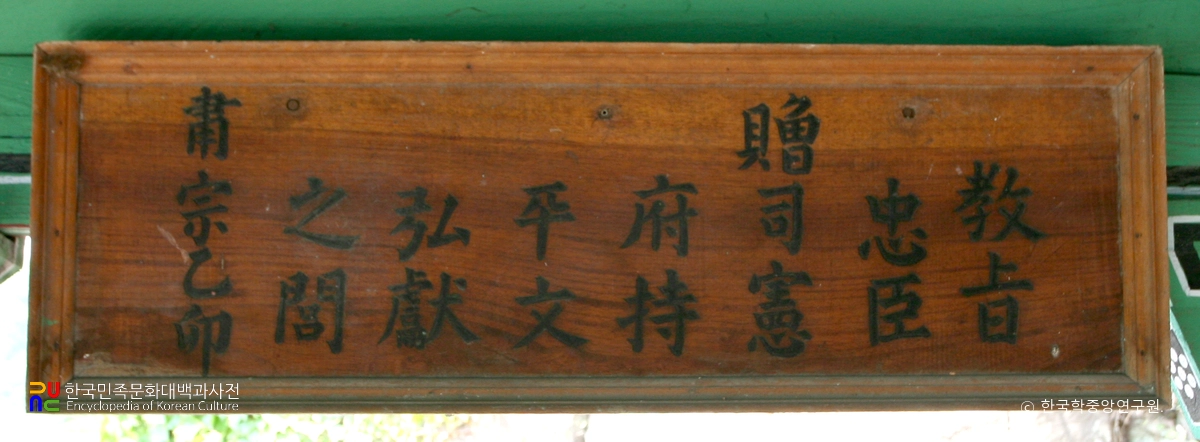 教旨
忠臣
贈司憲
府持
平文
弘獻
之閭
肅宗乙卯
한국민족문화대백과사전
Encyclopedia of Korean Culture
© 한국학중앙연구원